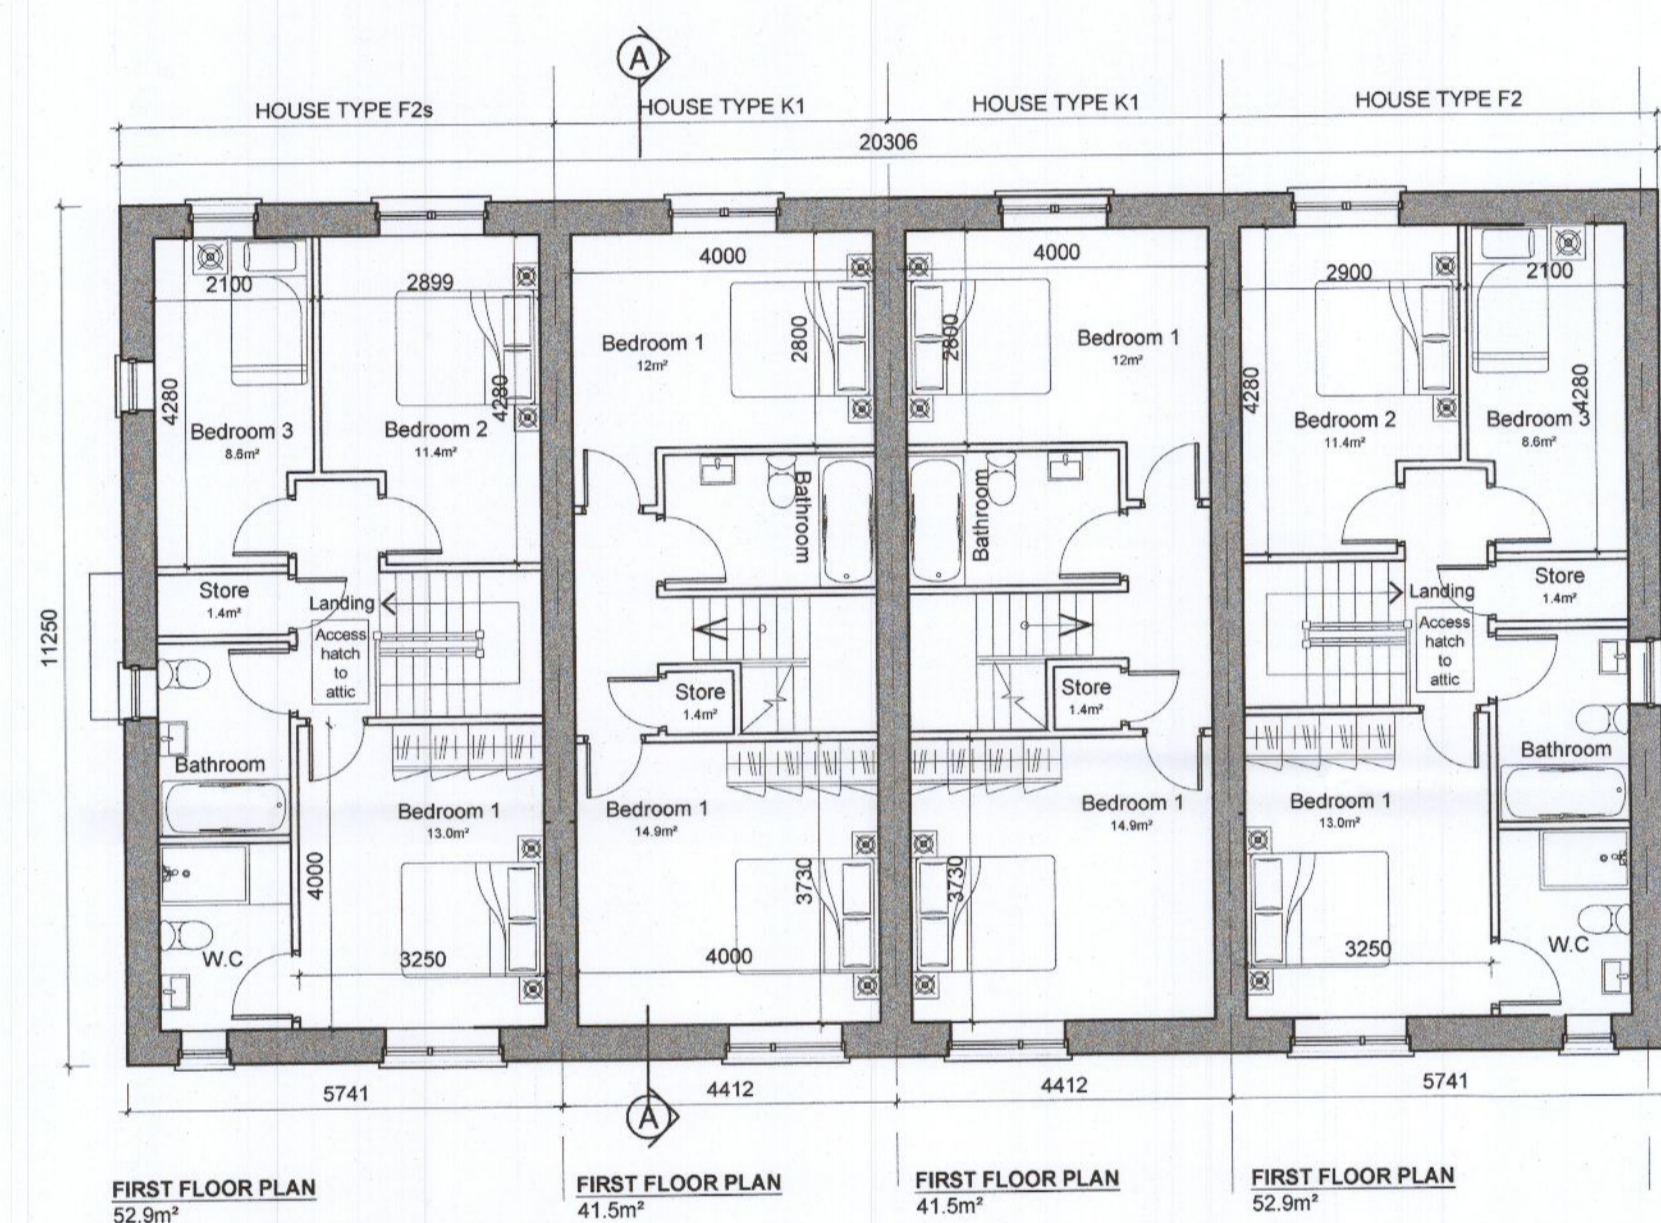 A
HOUSE TYPE F2s
HOUSE TYPE K1
HOUSE TYPE K1
HOUSE TYPE F2
20306
11250
2100
2899
4280
4280
Bedroom 3
8.6m²
Bedroom 2
11.4m²
Store
1.4m²
Landing
Access
hatch
to
attic
Bathroom
Bedroom 1
13.0m²
4000
3250
W.C
4000
Bedroom 1
12m²
2800
Bathroom
Store
1.4m²
Bedroom 1
14.9m²
3730
4000
4000
2800
Bedroom 1
12m²
Bathroom
Store
1.4m²
Bedroom 1
14.9m²
3730
2900
2100
4280
4280
Bedroom 2
11.4m²
Bedroom 3
8.6m²
Landing
Store
1.4m²
Access
hatch
to
attic
Bathroom
Bedroom 1
13.0m²
3250
W.C
5741
4412
4412
5741
A
FIRST FLOOR PLAN
52.9m²
FIRST FLOOR PLAN
41.5m²
FIRST FLOOR PLAN
41.5m²
FIRST FLOOR PLAN
52.9m²